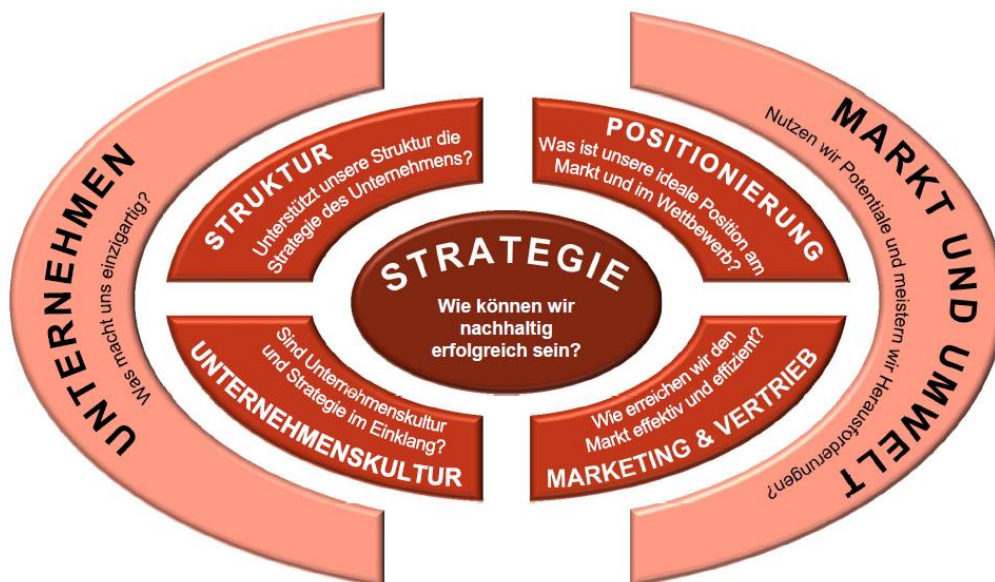 UNTERNEHMEN
Was macht uns einzigartig?
STRUKTUR
Unterstützt unsere Struktur die
Strategie des Unternehmens?
POSITIONIERUNG
Was ist unsere ideale Position am
Markt und im Wettbewerb?
STRATEGIE
Wie können wir
nachhaltig
erfolgreich sein?
Sind Unternehmenskultur
und Strategie im Einklang?
UNTERNEHMENSKULTUR
Wie erreichen wir den
Markt effektiv und effizient?
MARKETING & VERTRIEB
MARKT UND UMWELT
Nutzen wir Potentiale und meistern wir Herausforderungen?